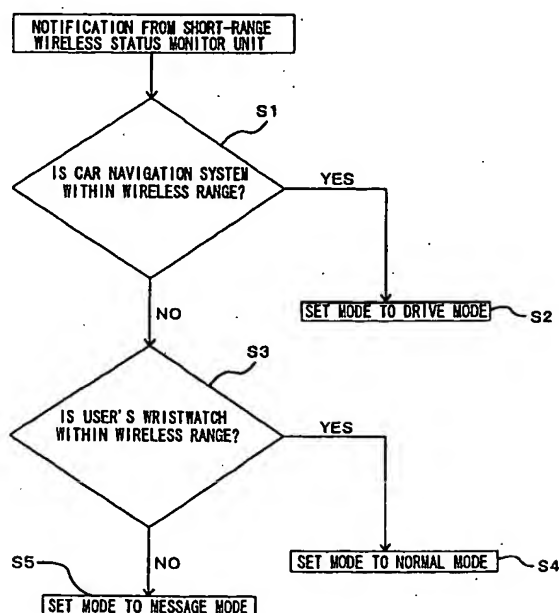 NOTIFICATION FROM SHORT-RANGE
WIRELESS STATUS MONITOR UNIT
S1
IS CAR NAVIGATION SYSTEM
WITHIN WIRELESS RANGE?
YES
NO
SET MODE TO DRIVE MODE
S2
S3
IS USER'S WRISTWATCH
WITHIN WIRELESS RANGE?
YES
NO
SET MODE TO NORMAL MODE
S4
S5
SET MODE TO MESSAGE MODE